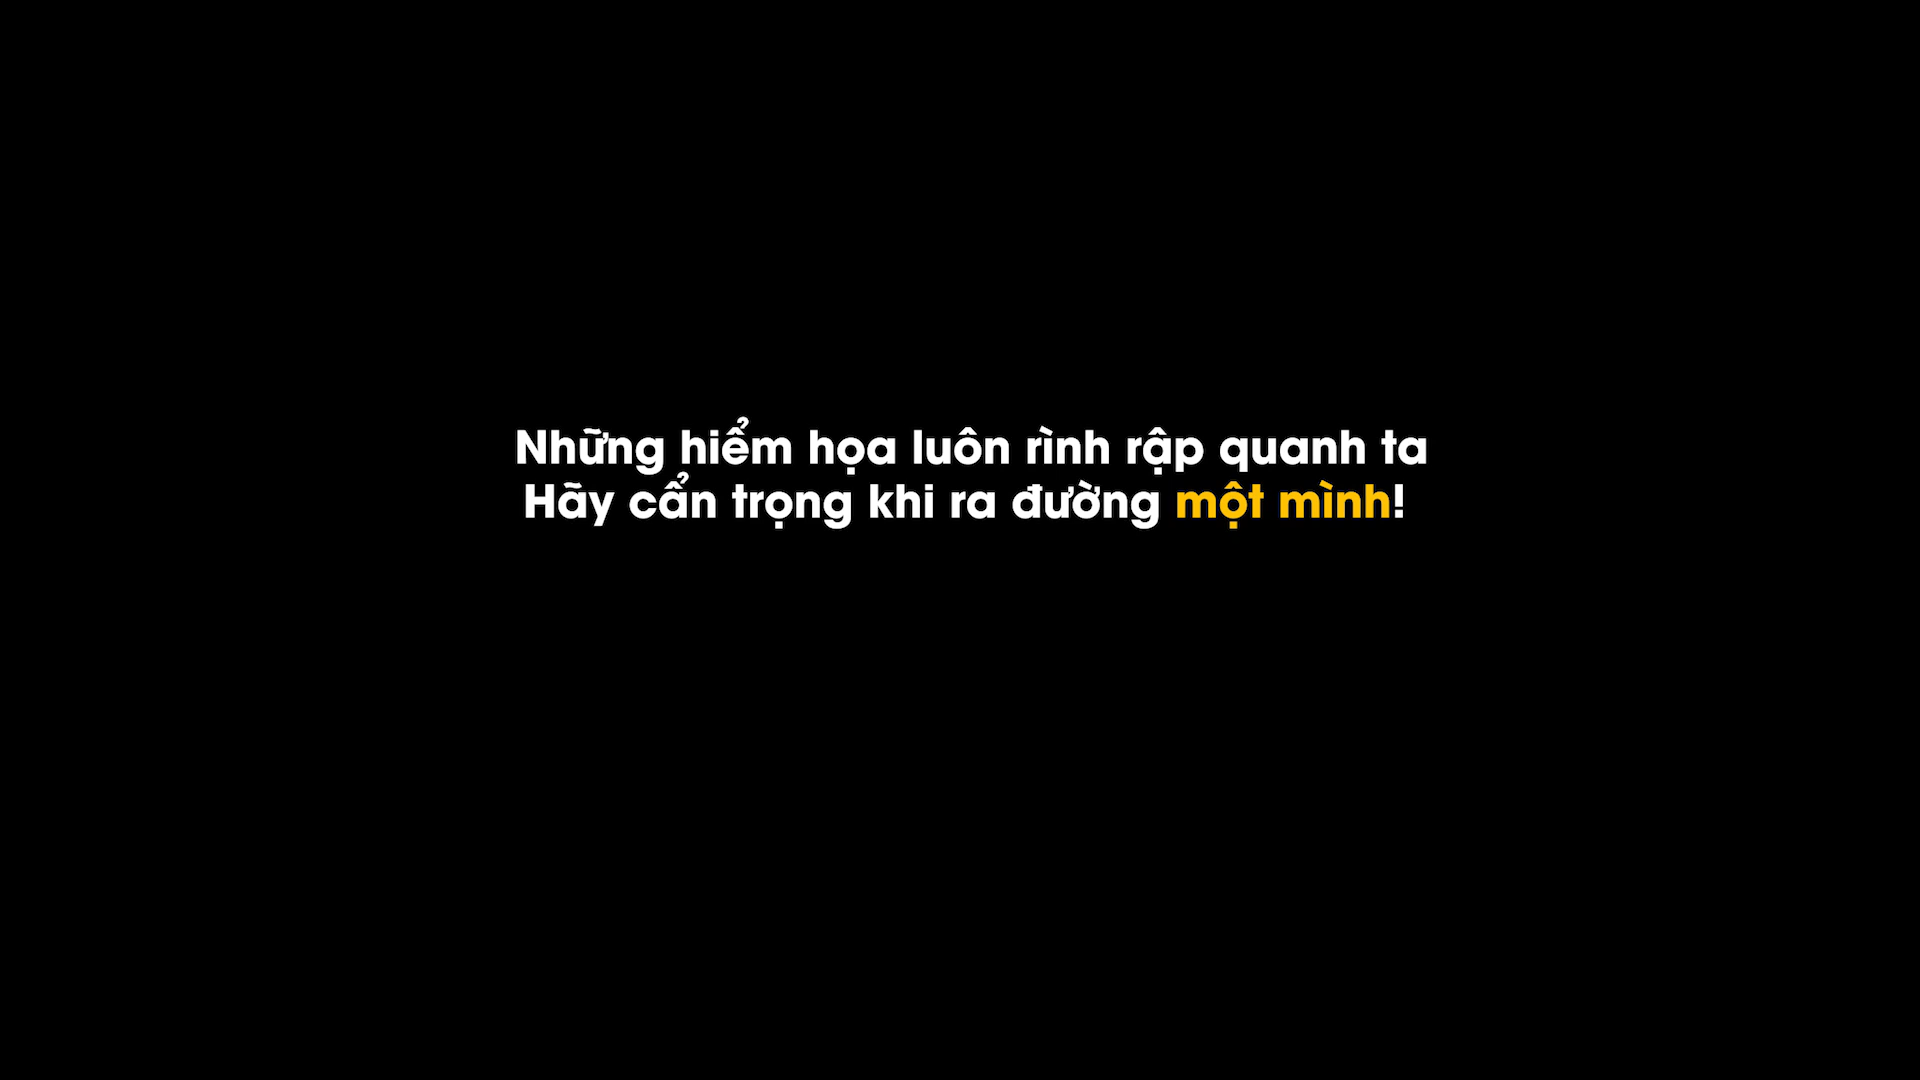 Những hiểm họa luôn rình rập quanh ta
Hãy cẩn trọng khi ra đường một mình!